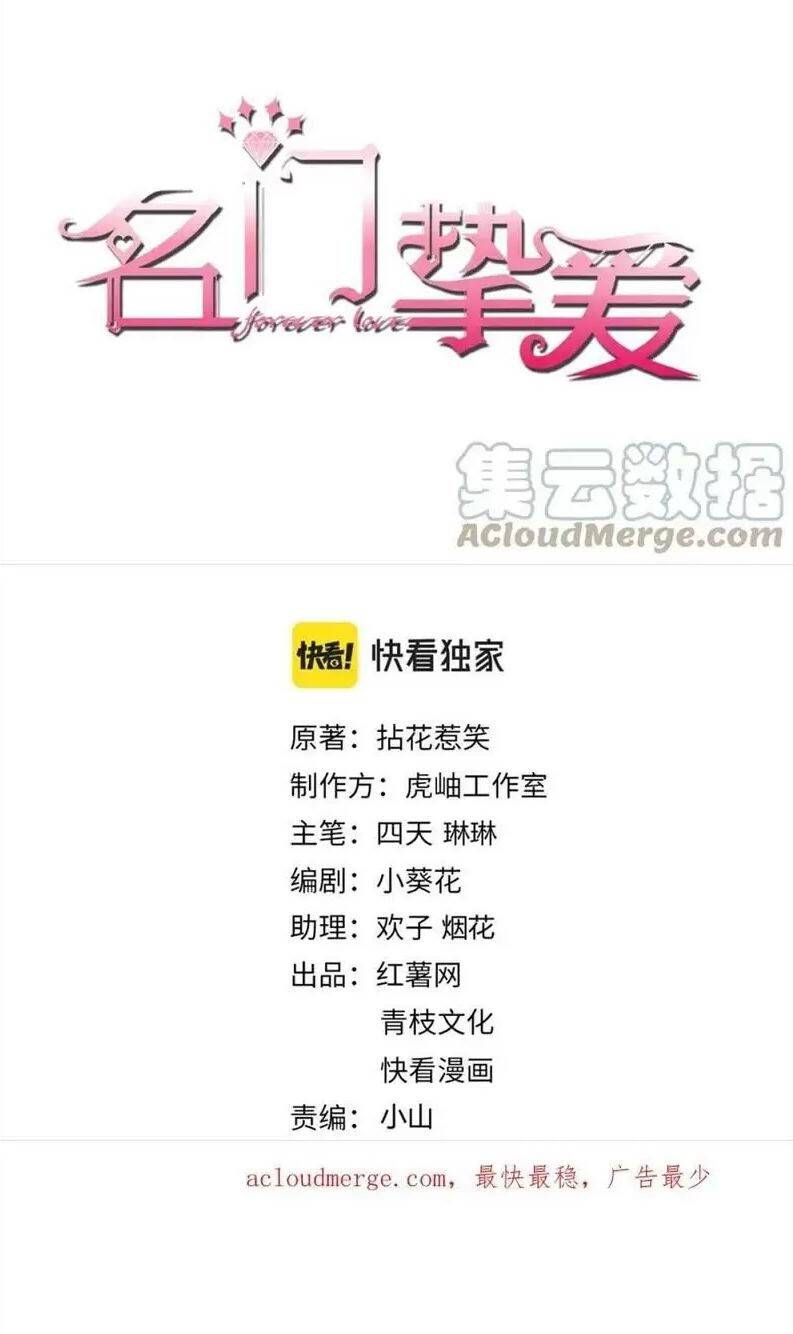 名门挚爱
forever love
集云数据
ACloudMerge.com
快看! 快看独家
原著：拈花惹笑
制作方：虎岫工作室
主笔：四天 琳琳
编剧：小葵花
助理：欢子 烟花
出品：红薯网
青枝文化
快看漫画
责编：小山
acloudmerge.com，最快最稳，广告最少